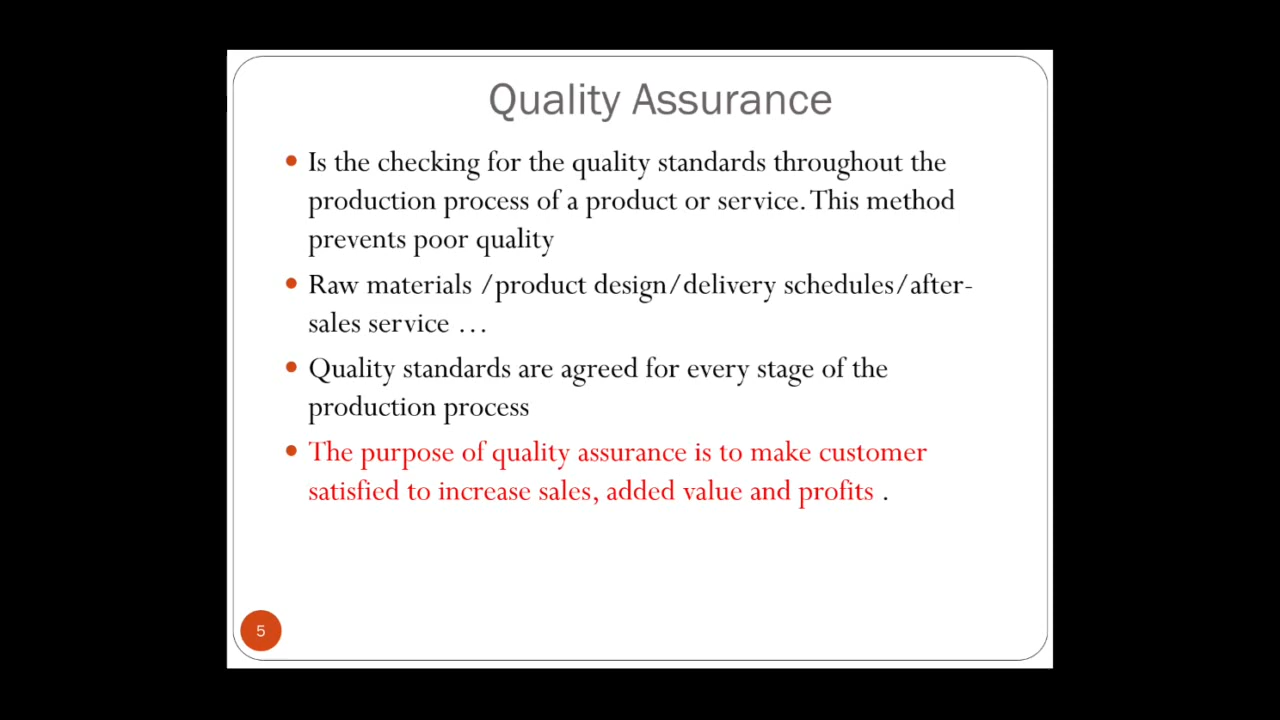 Quality Assurance
• Is the checking for the quality standards throughout the
production process of a product or service. This method
prevents poor quality
• Raw materials /product design/delivery schedules/after-
sales service …
• Quality standards are agreed for every stage of the
production process
• The purpose of quality assurance is to make customer
satisfied to increase sales, added value and profits .
5